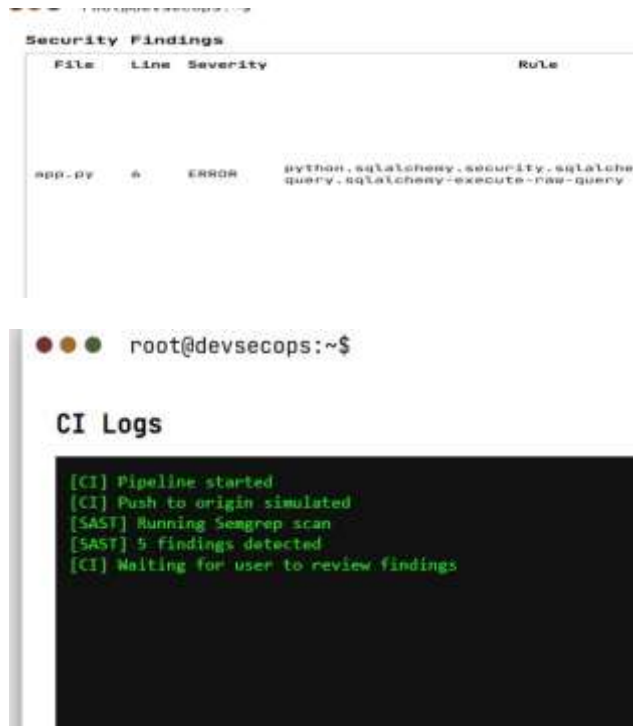 Security Findings
File Line Severity Rule
app.py 6 ERROR python.sqlalchemy.security.sqlalche
query.sqlalchemy-execute-raw-query
root@devsecops:~$
CI Logs
[CI] Pipeline started
[CI] Push to origin simulated
[SAST] Running Semgrep scan
[SAST] 5 findings detected
[CI] Waiting for user to review findings